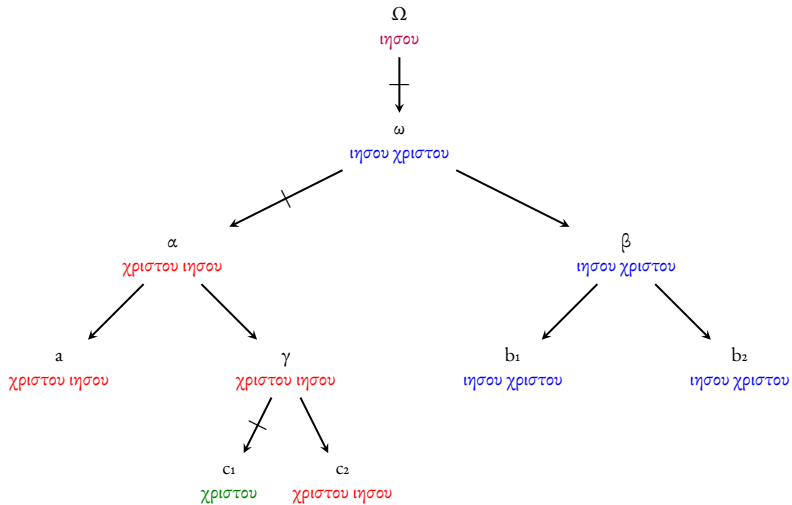 Ω
ιησου
ω
ιησου χριστου
α
χριστου ιησου
β
ιησου χριστου
a
χριστου ιησου
γ
χριστου ιησου
b1
ιησου χριστου
b2
ιησου χριστου
c1
χριστου
c2
χριστου ιησου